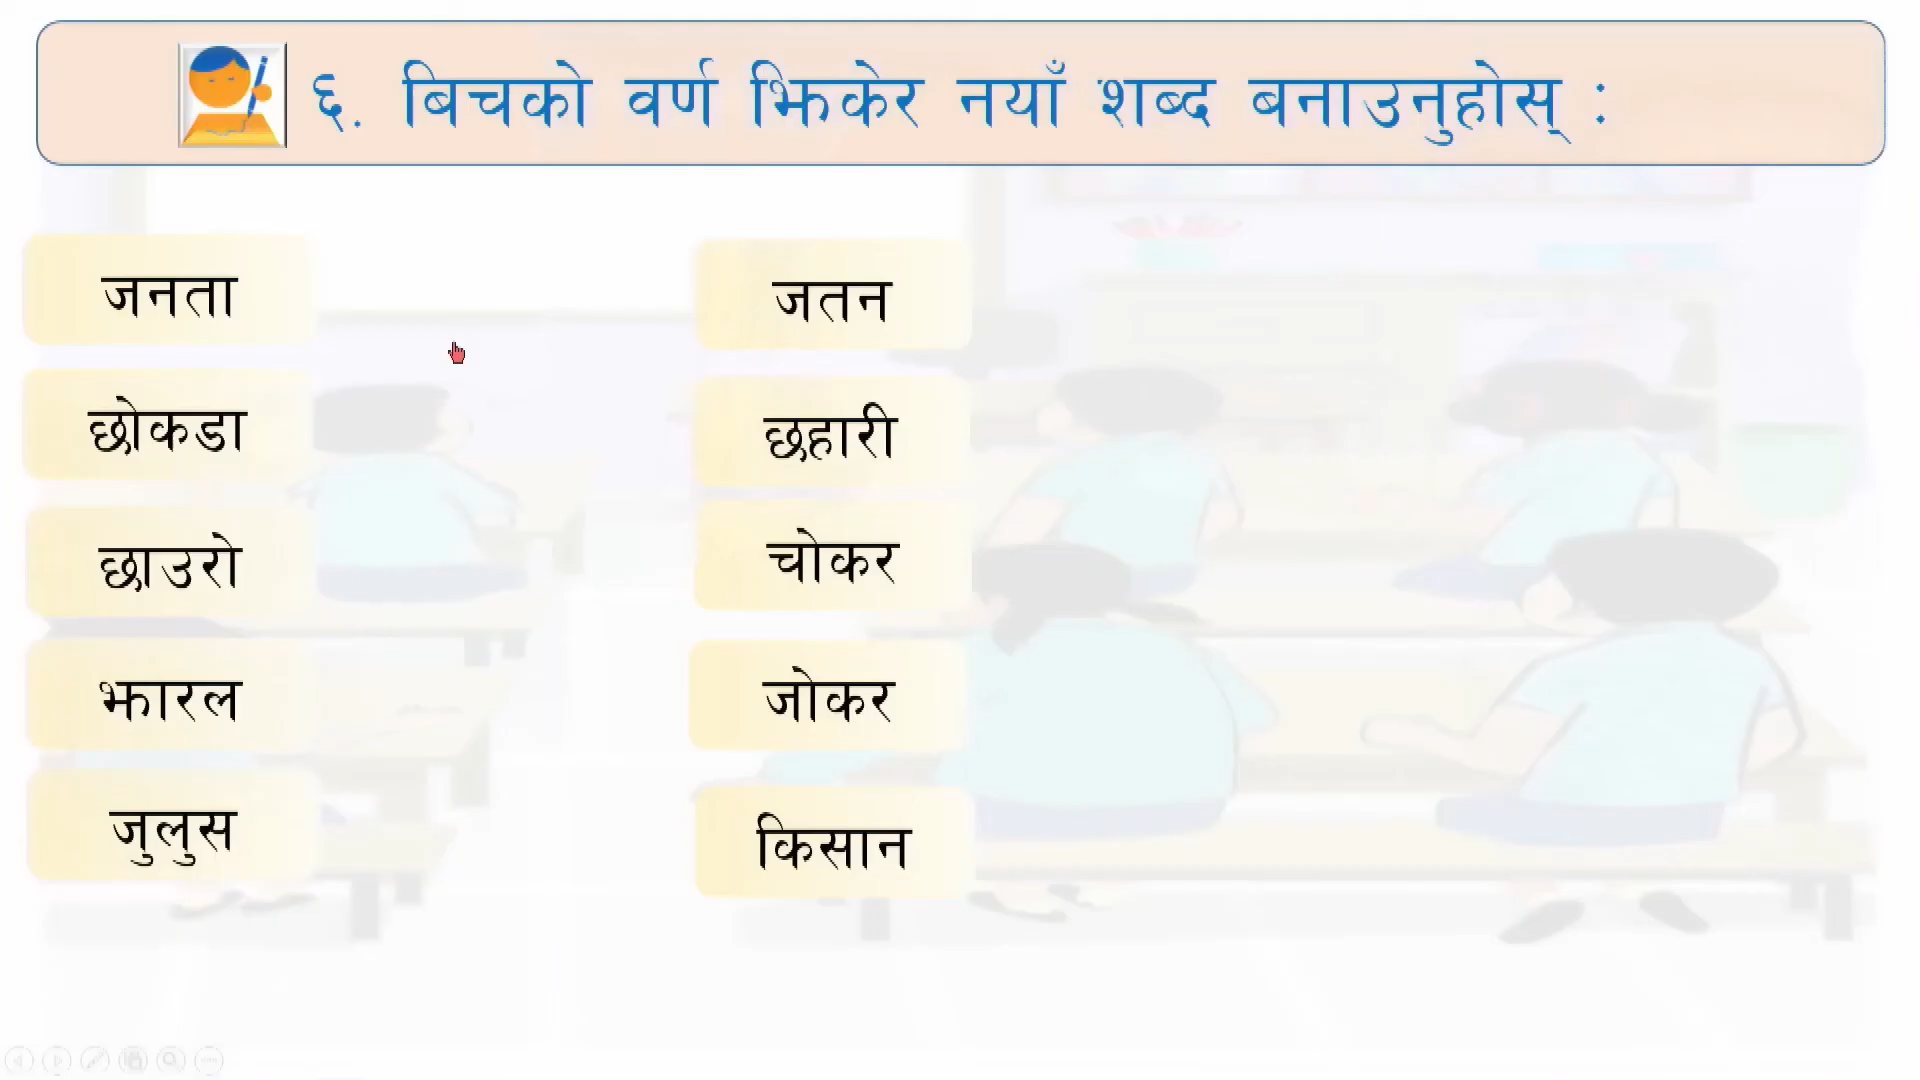 ६. बिचको वर्ण झिकेर नयाँ शब्द बनाउनुहोस् :
जनता
छोकडा
छाउरो
झारल
जुलुस
जतन
छहारी
चोकर
जोकर
किसान